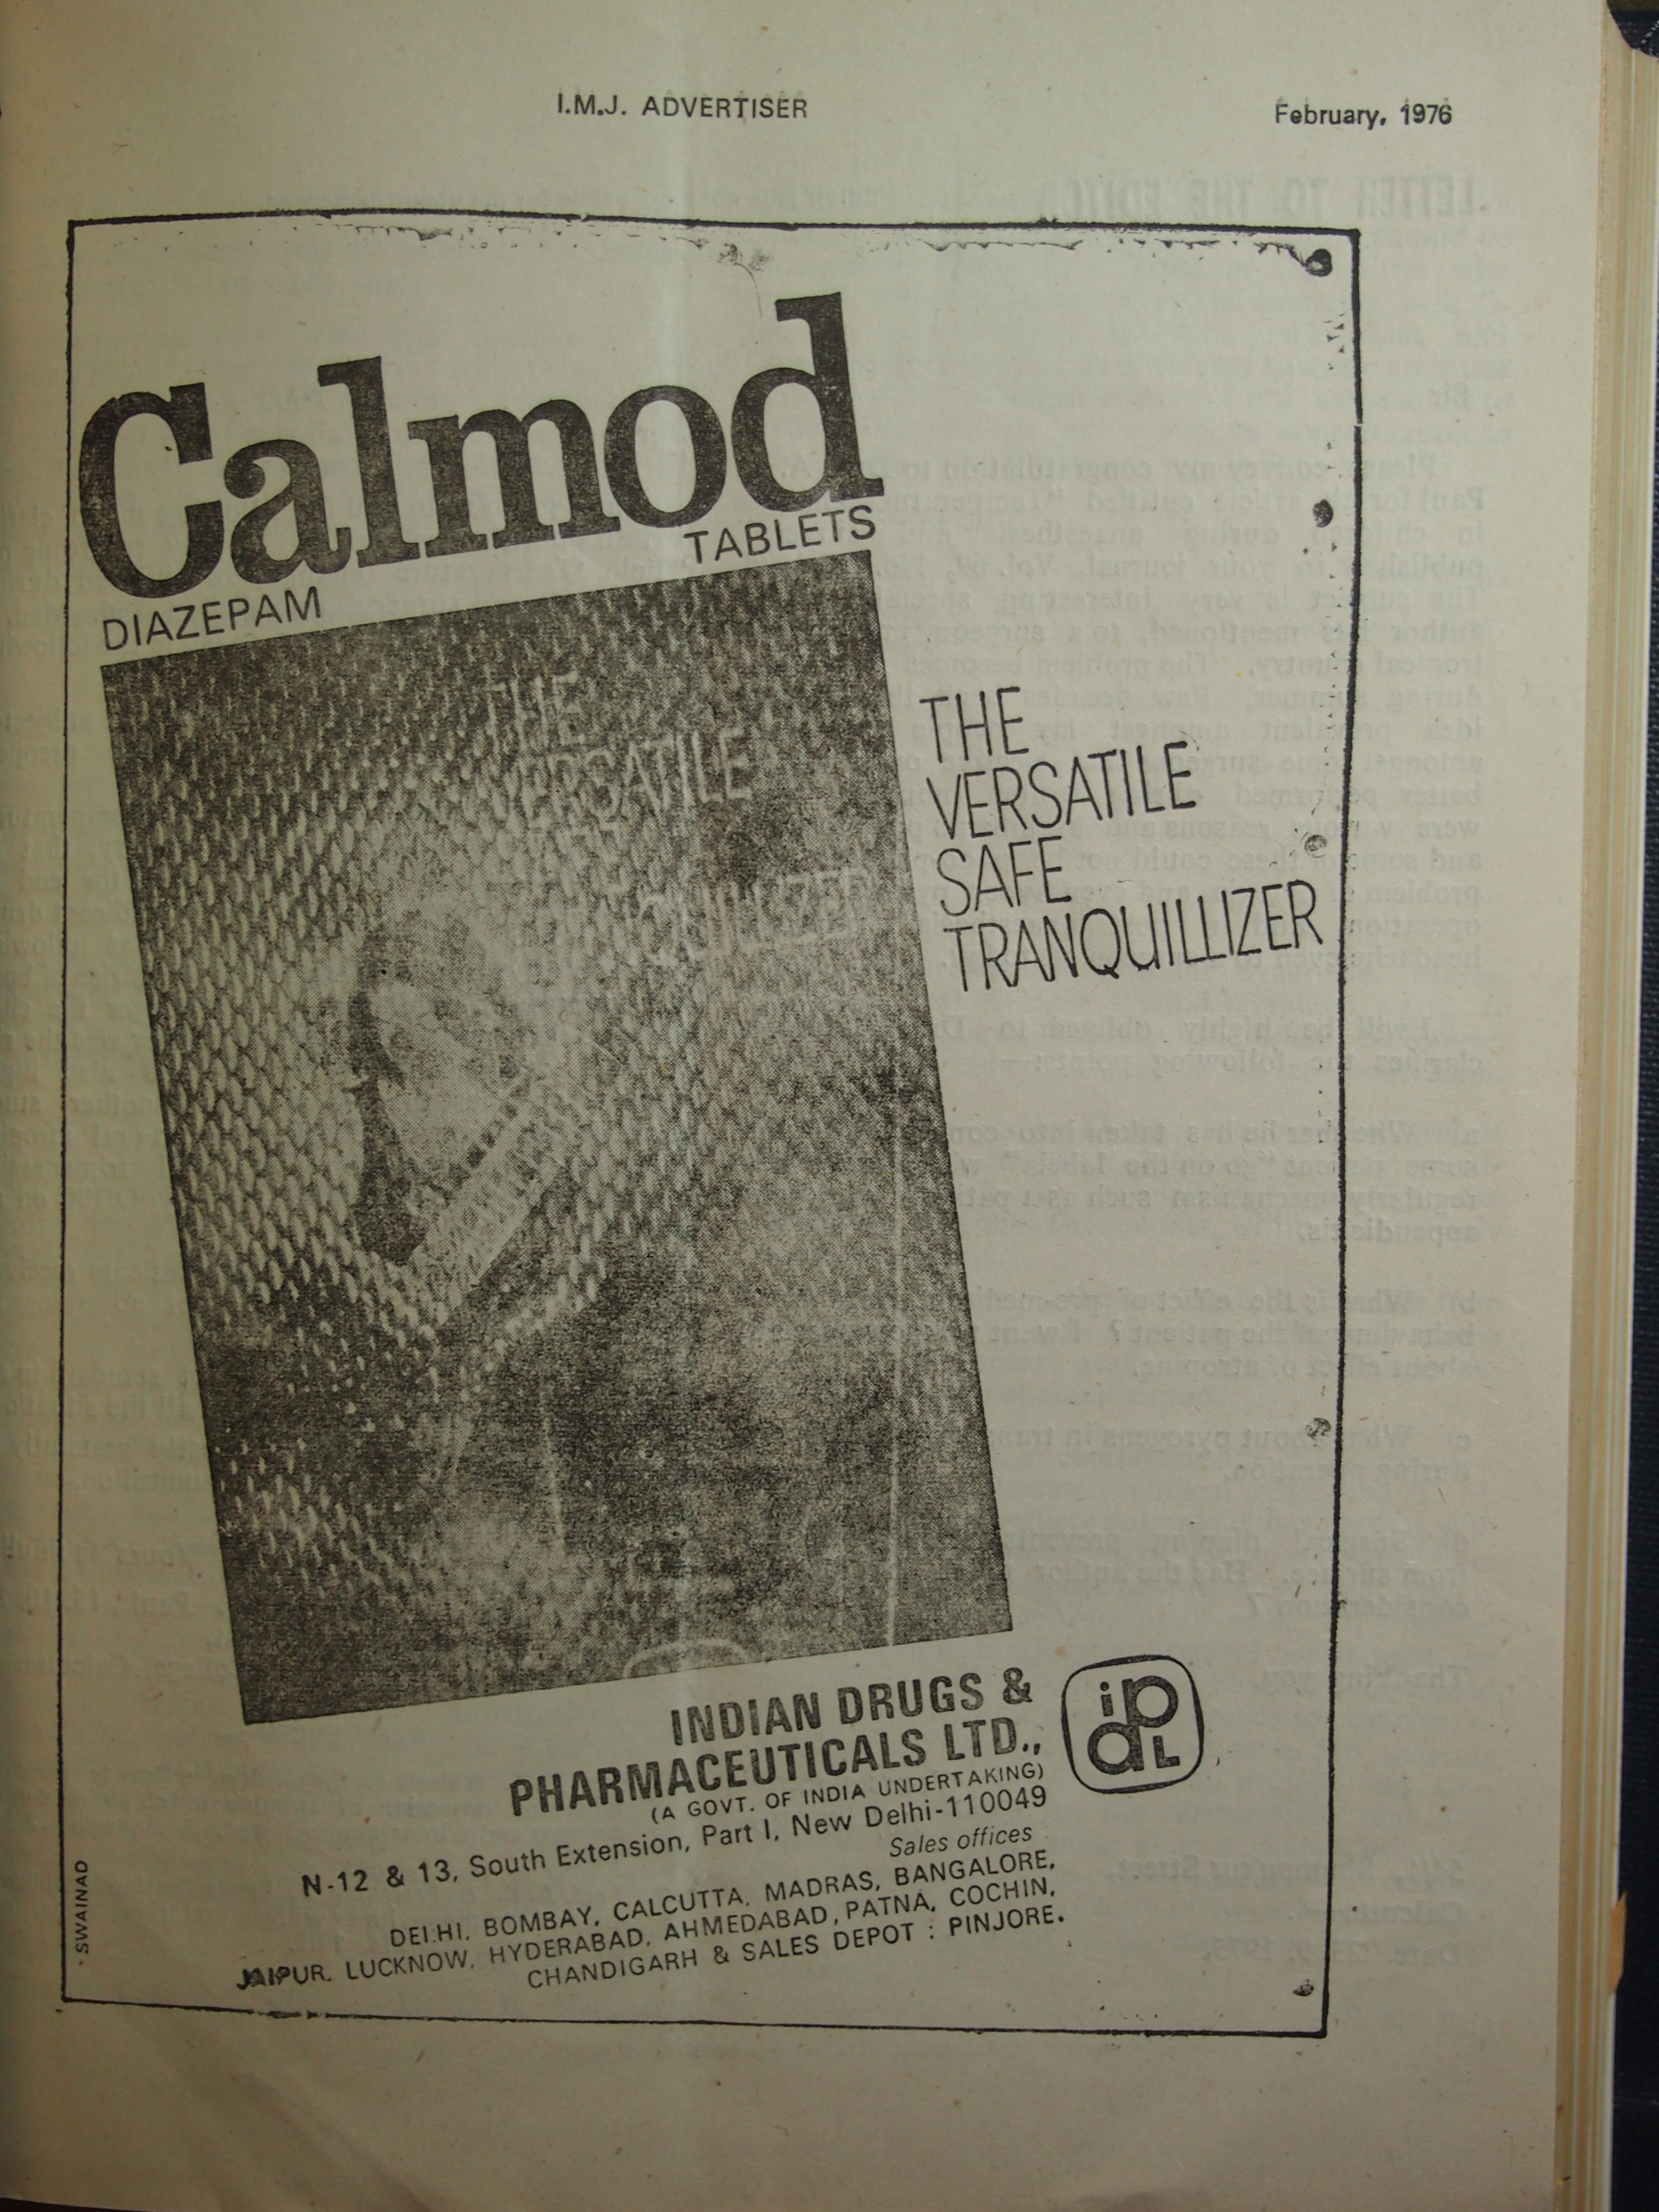 I.M.J. ADVERTISER
February, 1976
Calmod
TABLETS
DIAZEPAM
THE
VERSATILE
SAFE
TRANQUILLIZER
INDIAN DRUGS &
PHARMACEUTICALS LTD.,
(A GOVT. OF INDIA UNDERTAKING)
N-12 & 13, South Extension, Part I, New Delhi-110049
Sales offices
DELHI, BOMBAY, CALCUTTA, MADRAS, BANGALORE,
JAIPUR, LUCKNOW, HYDERABAD, AHMEDABAD, PATNA, COCHIN,
CHANDIGARH & SALES DEPOT : PINJORE.
idpL
SWAINAD